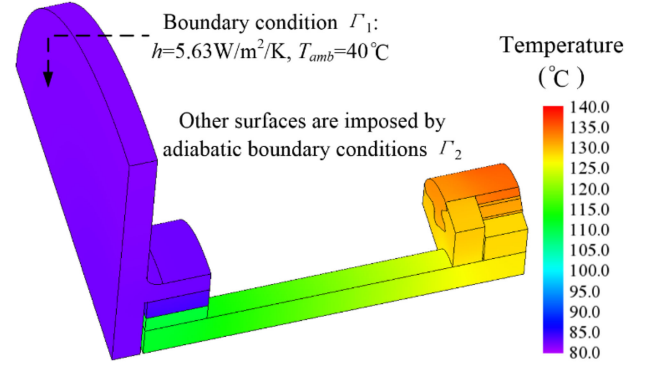 Boundary condition Γ₁:
h=5.63W/m²/K, Tₐₘb=40℃
Temperature
(℃ )
Other surfaces are imposed by
adiabatic boundary conditions Γ₂
140.0
135.0
130.0
125.0
120.0
115.0
110.0
105.0
100.0
95.0
90.0
85.0
80.0